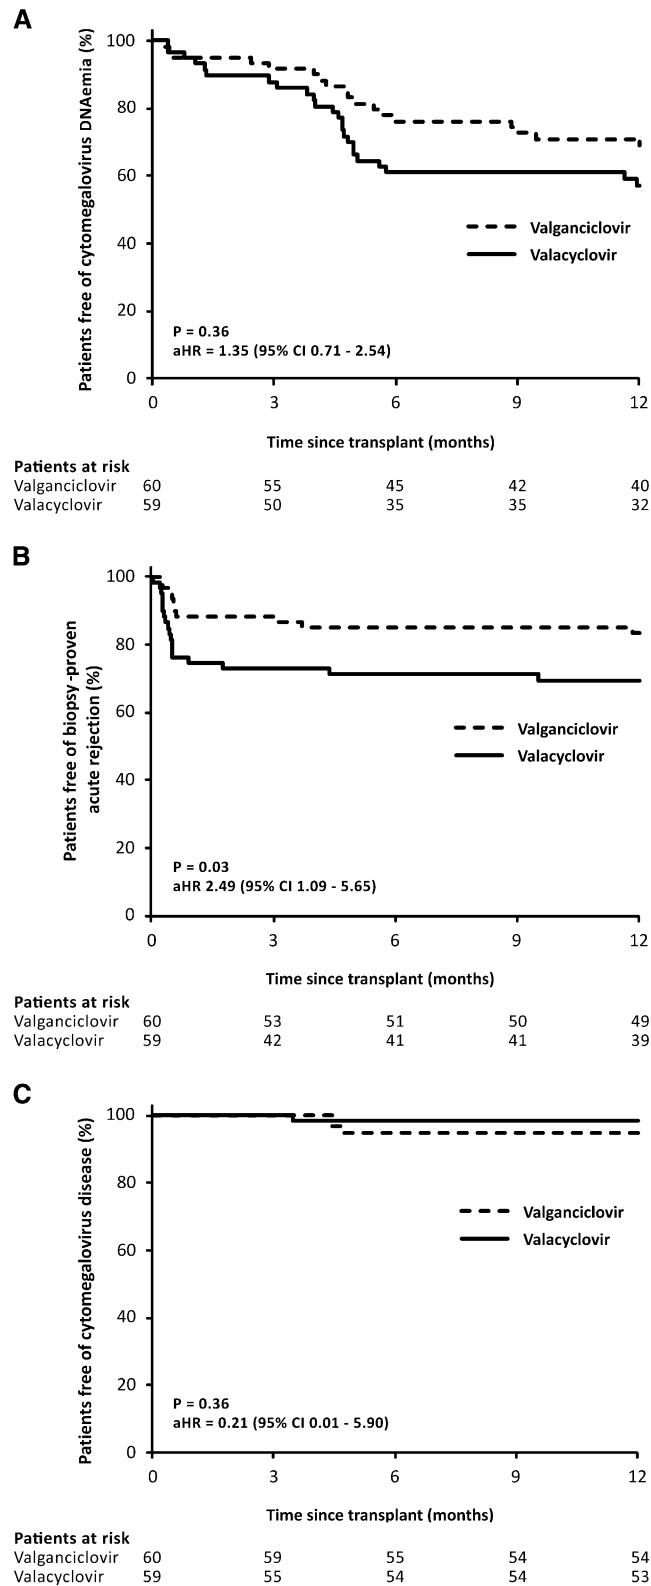 A
Patients free of cytomegalovirus DNAemia (%)
100
80
60
40
20
0
Valganciclovir
Valacyclovir
P = 0.36
aHR = 1.35 (95% CI 0.71 - 2.54)
0 3 6 9 12
Time since transplant (months)
Patients at risk
Valganciclovir 60 55 45 42 40
Valacyclovir 59 50 35 35 32
B
Patients free of biopsy -proven
acute rejection (%)
100
80
60
40
20
0
Valganciclovir
Valacyclovir
P = 0.03
aHR 2.49 (95% CI 1.09 - 5.65)
0 3 6 9 12
Time since transplant (months)
Patients at risk
Valganciclovir 60 53 51 50 49
Valacyclovir 59 42 41 41 39
C
Patients free of cytomegalovirus disease (%)
100
80
60
40
20
0
Valganciclovir
Valacyclovir
P = 0.36
aHR = 0.21 (95% CI 0.01 - 5.90)
0 3 6 9 12
Time since transplant (months)
Patients at risk
Valganciclovir 60 59 55 54 54
Valacyclovir 59 55 54 54 53